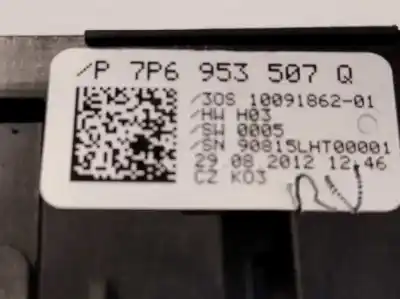 /P 7P6 953 507 Q
/3OS 10091862-01
/HW H03
/SW 0005
/SN 90815LHT00001
29.08.2012 12:46
CZ K03